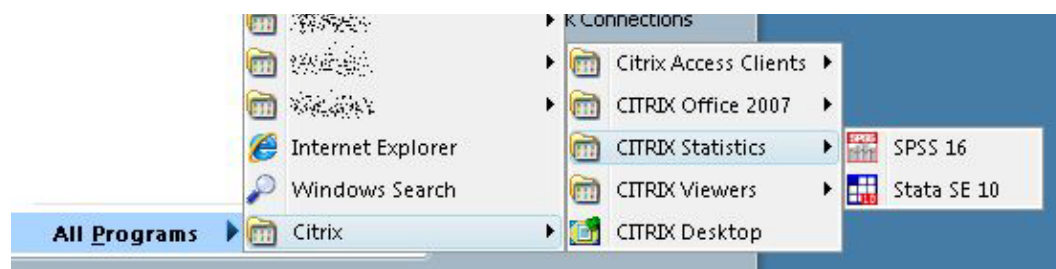 k Connections
Citrix Access Clients
CITRIX Office 2007
Internet Explorer
CITRIX Statistics
SPSS 16
Windows Search
CITRIX Viewers
Stata SE 10
All Programs
Citrix
CITRIX Desktop